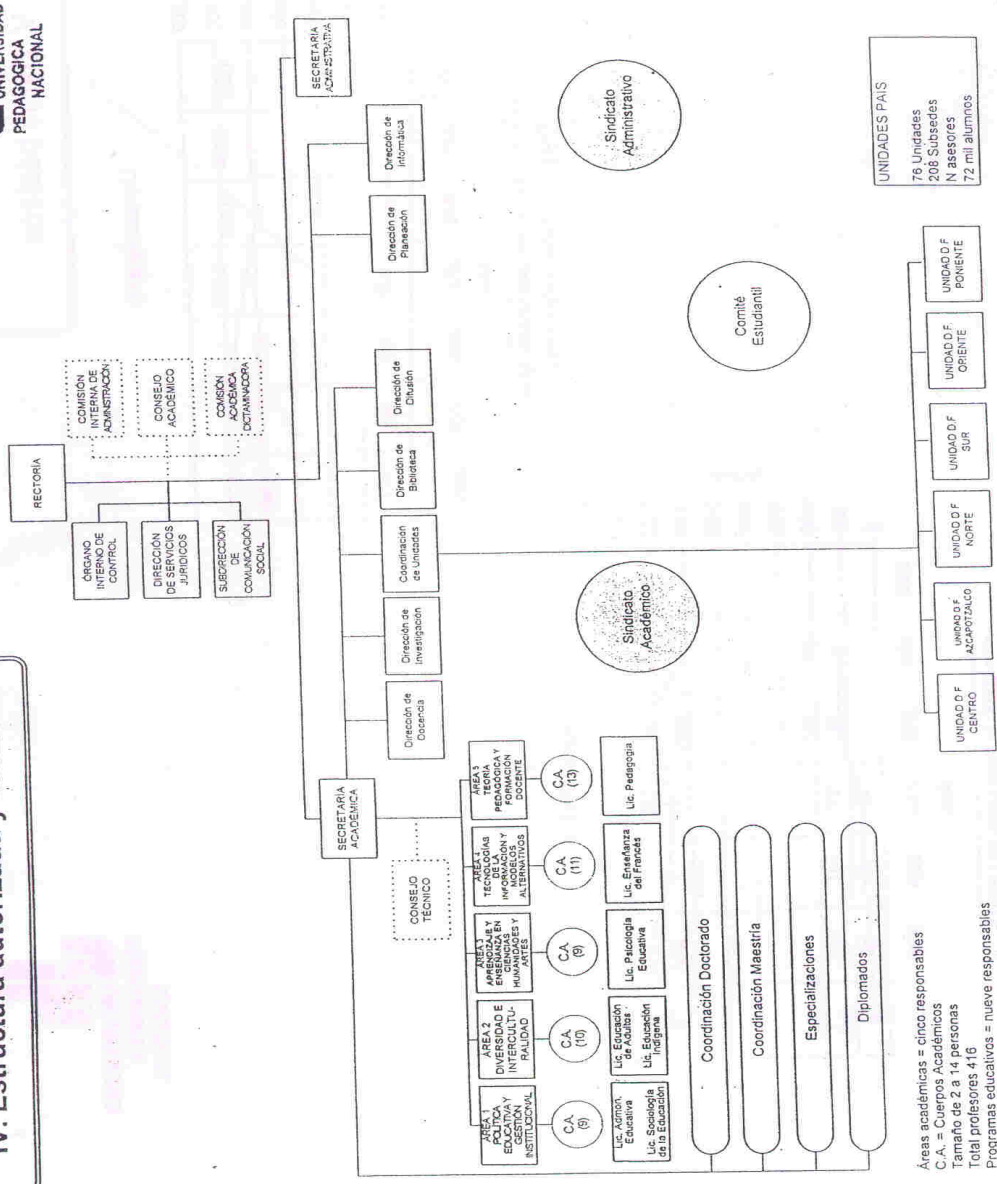 IV. Estructura autorizada y
UNIVERSIDAD
PEDAGOGICA
NACIONAL
RECTORÍA
ÓRGANO
INTERNO DE
CONTROL
DIRECCIÓN
DE SERVICIOS
JURIDICOS
SUBDIRECCIÓN
DE
COMUNICACIÓN
SOCIAL
COMISIÓN
INTERNA DE
ADMINISTRACIÓN
CONSEJO
ACADÉMICO
COMISIÓN
ACADÉMICA
DICTAMINADORA
SECRETARÍA
ACADÉMICA
SECRETARIA
ADMINISTRATIVA
CONSEJO
TÉCNICO
Dirección de
Docencia
Dirección de
Investigación
Coordinación
de Unidades
Dirección de
Biblioteca
Dirección de
Difusión
Dirección de
Planeación
Dirección de
Informática
ÁREA 1
POLÍTICA
EDUCATIVA Y
GESTIÓN
INSTITUCIONAL
ÁREA 2
DIVERSIDAD E
INTERCULTU-
RALIDAD
ÁREA 3
APRENDIZAJE Y
ENSEÑANZA EN
CIENCIAS
HUMANIDADES Y
ARTES
ÁREA 4
TECNOLOGÍAS
DE LA
INFORMACIÓN Y
MODELOS
ALTERNATIVOS
ÁREA 5
TEORÍA
PEDAGÓGICA Y
FORMACIÓN
DOCENTE
C.A.
(9)
C.A.
(10)
C.A.
(9)
C.A.
(11)
C.A.
(13)
Lic. Admon.
Educativa
Lic. Sociología
de la Educación
Lic. Educación
de Adultos
Lic. Educación
Indígena
Lic. Psicología
Educativa
Lic. Enseñanza
del Francés
Lic. Pedagogía
Sindicato
Académico
Comité
Estudiantil
Sindicato
Administrativo
Coordinación Doctorado
Coordinación Maestría
Especializaciones
Diplomados
UNIDAD D F
CENTRO
UNIDAD D F
AZCAPOTZALCO
UNIDAD D F
NORTE
UNIDAD D F
SUR
UNIDAD D F.
ORIENTE
UNIDAD D F
PONIENTE
UNIDADES PAIS
76 Unidades
208 Subsedes
N asesores
72 mil alumnos
Áreas académicas = cinco responsables
C.A. = Cuerpos Académicos
Tamaño de 2 a 14 personas
Total profesores 416
Programas educativos = nueve responsables